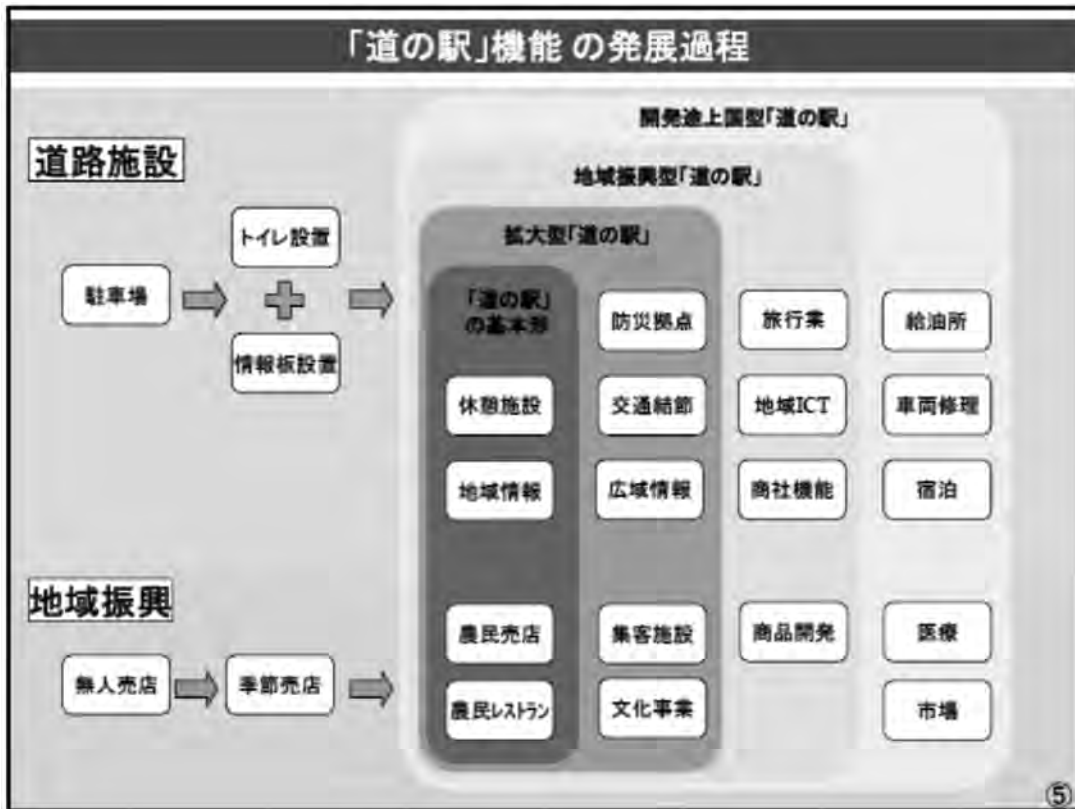 「道の駅」機能 の発展過程
開発途上国型「道の駅」
道路施設
地域振興型「道の駅」
拡大型「道の駅」
トイレ設置
駐車場
情報板設置
「道の駅」
の基本形
防災拠点
旅行業
給油所
休憩施設
交通結節
地域ICT
車両修理
地域情報
広域情報
商社機能
宿泊
地域振興
農民売店
集客施設
商品開発
医療
無人売店
季節売店
農民レストラン
文化事業
市場
⑤